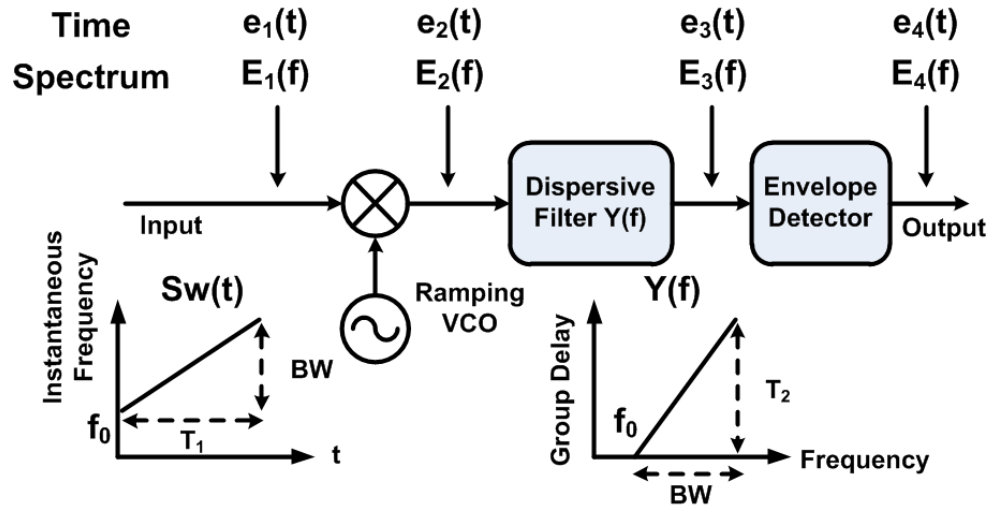 Time e₁(t) e₂(t) e₃(t) e₄(t)
Spectrum E₁(f) E₂(f) E₃(f) E₄(f)
Input
Dispersive
Filter Y(f)
Envelope
Detector
Output
Sw(t)
Instantaneous
Frequency
BW
f₀
T₁
t
Ramping
VCO
Y(f)
Group Delay
f₀
T₂
Frequency
BW